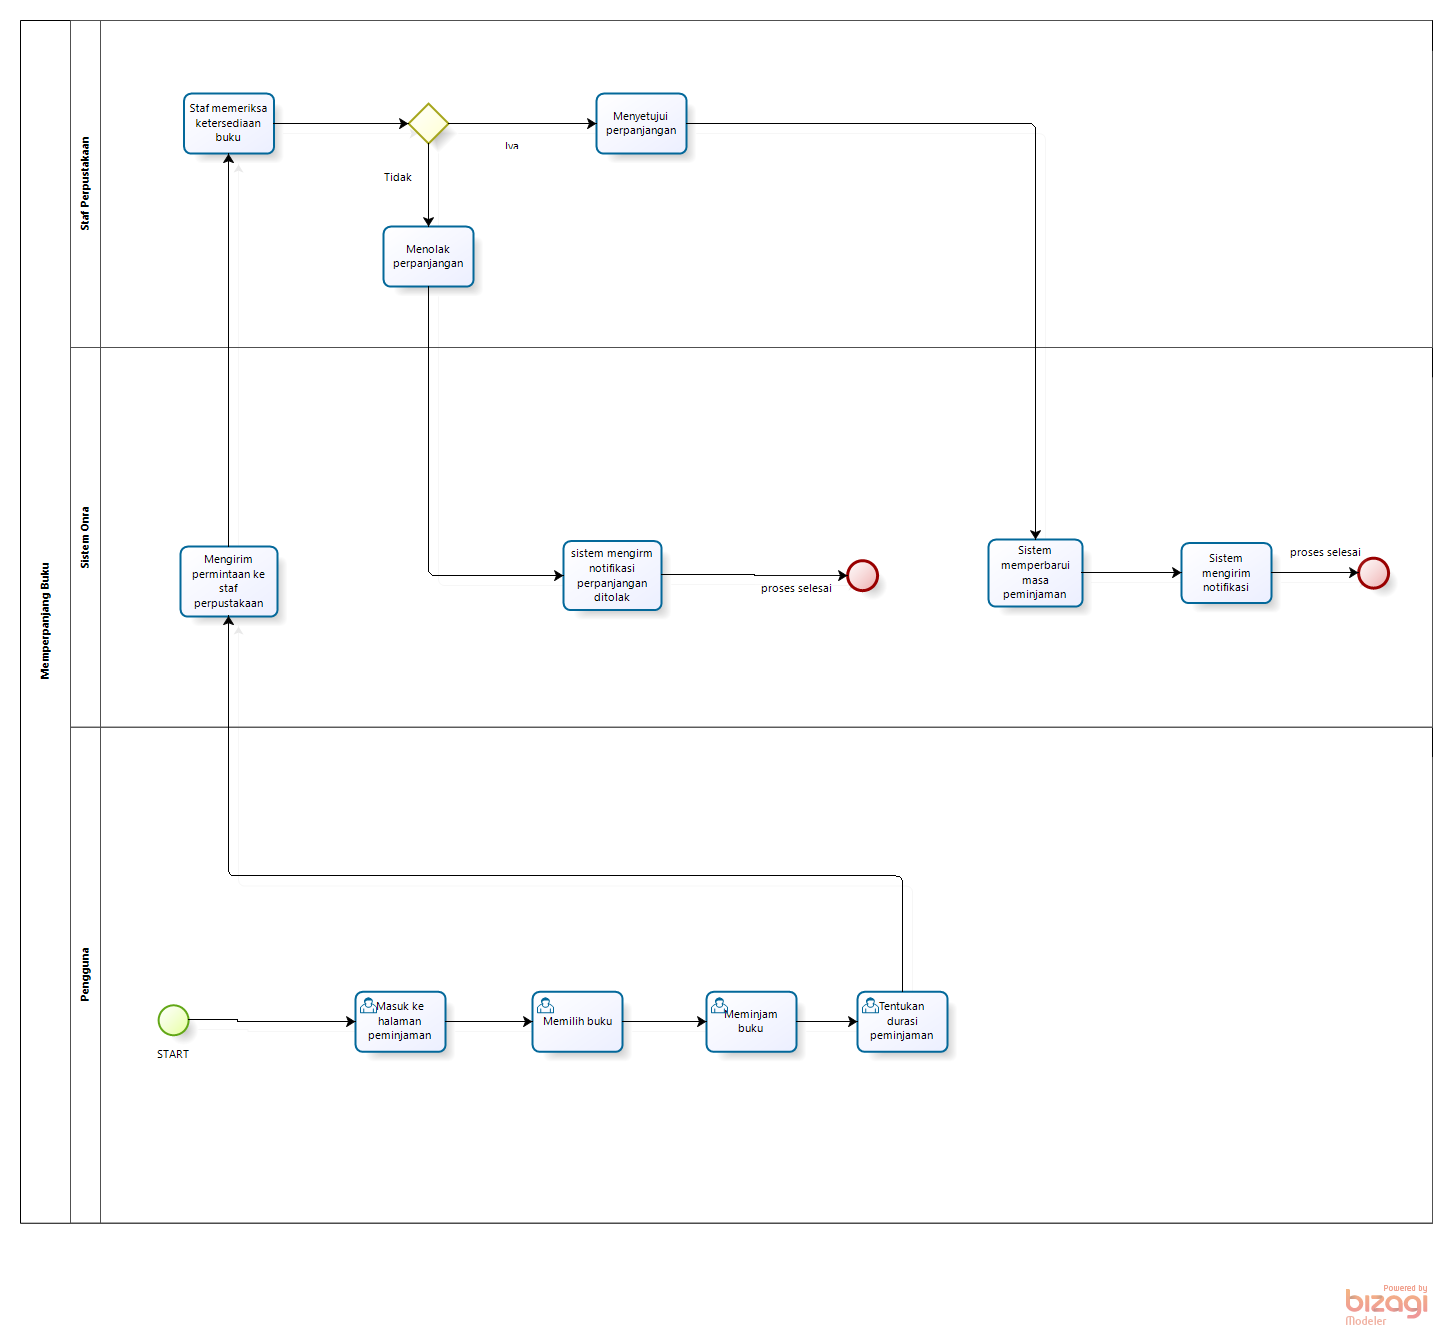 Memperpanjang Buku
Staf Perpustakaan
Staf memeriksa
ketersediaan
buku
Iya
Menyetujui
perpanjangan
Tidak
Menolak
perpanjangan
Sistem Onra
Mengirim
permintaan ke
staf
perpustakaan
sistem mengirm
notifikasi
perpanjangan
ditolak
proses selesai
Sistem
memperbarui
masa
peminjaman
Sistem
mengirim
notifikasi
proses selesai
Pengguna
START
Masuk ke
halaman
peminjaman
Memilih buku
Meminjam
buku
Tentukan
durasi
peminjaman
Powered by
bizagi
Modeler